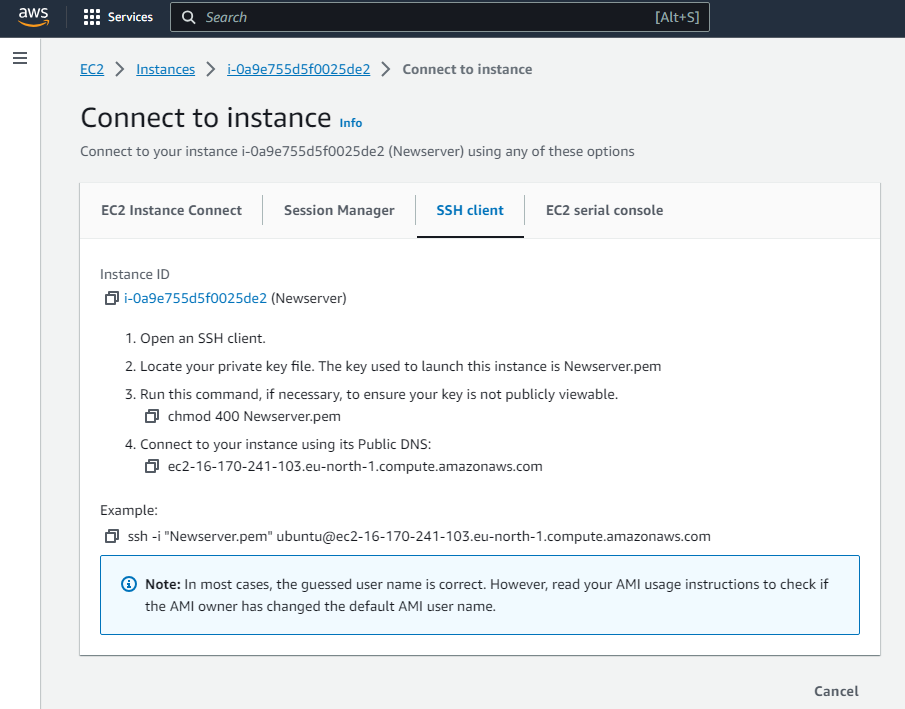 aws
Services
Search [Alt+S]
EC2 > Instances > i-0a9e755d5f0025de2 > Connect to instance
Connect to instance Info
Connect to your instance i-0a9e755d5f0025de2 (Newserver) using any of these options
EC2 Instance Connect
Session Manager
SSH client
EC2 serial console
Instance ID
i-0a9e755d5f0025de2 (Newserver)
1. Open an SSH client.
2. Locate your private key file. The key used to launch this instance is Newserver.pem
3. Run this command, if necessary, to ensure your key is not publicly viewable.
chmod 400 Newserver.pem
4. Connect to your instance using its Public DNS:
ec2-16-170-241-103.eu-north-1.compute.amazonaws.com
Example:
ssh -i "Newserver.pem" ubuntu@ec2-16-170-241-103.eu-north-1.compute.amazonaws.com
Note: In most cases, the guessed user name is correct. However, read your AMI usage instructions to check if
the AMI owner has changed the default AMI user name.
Cancel